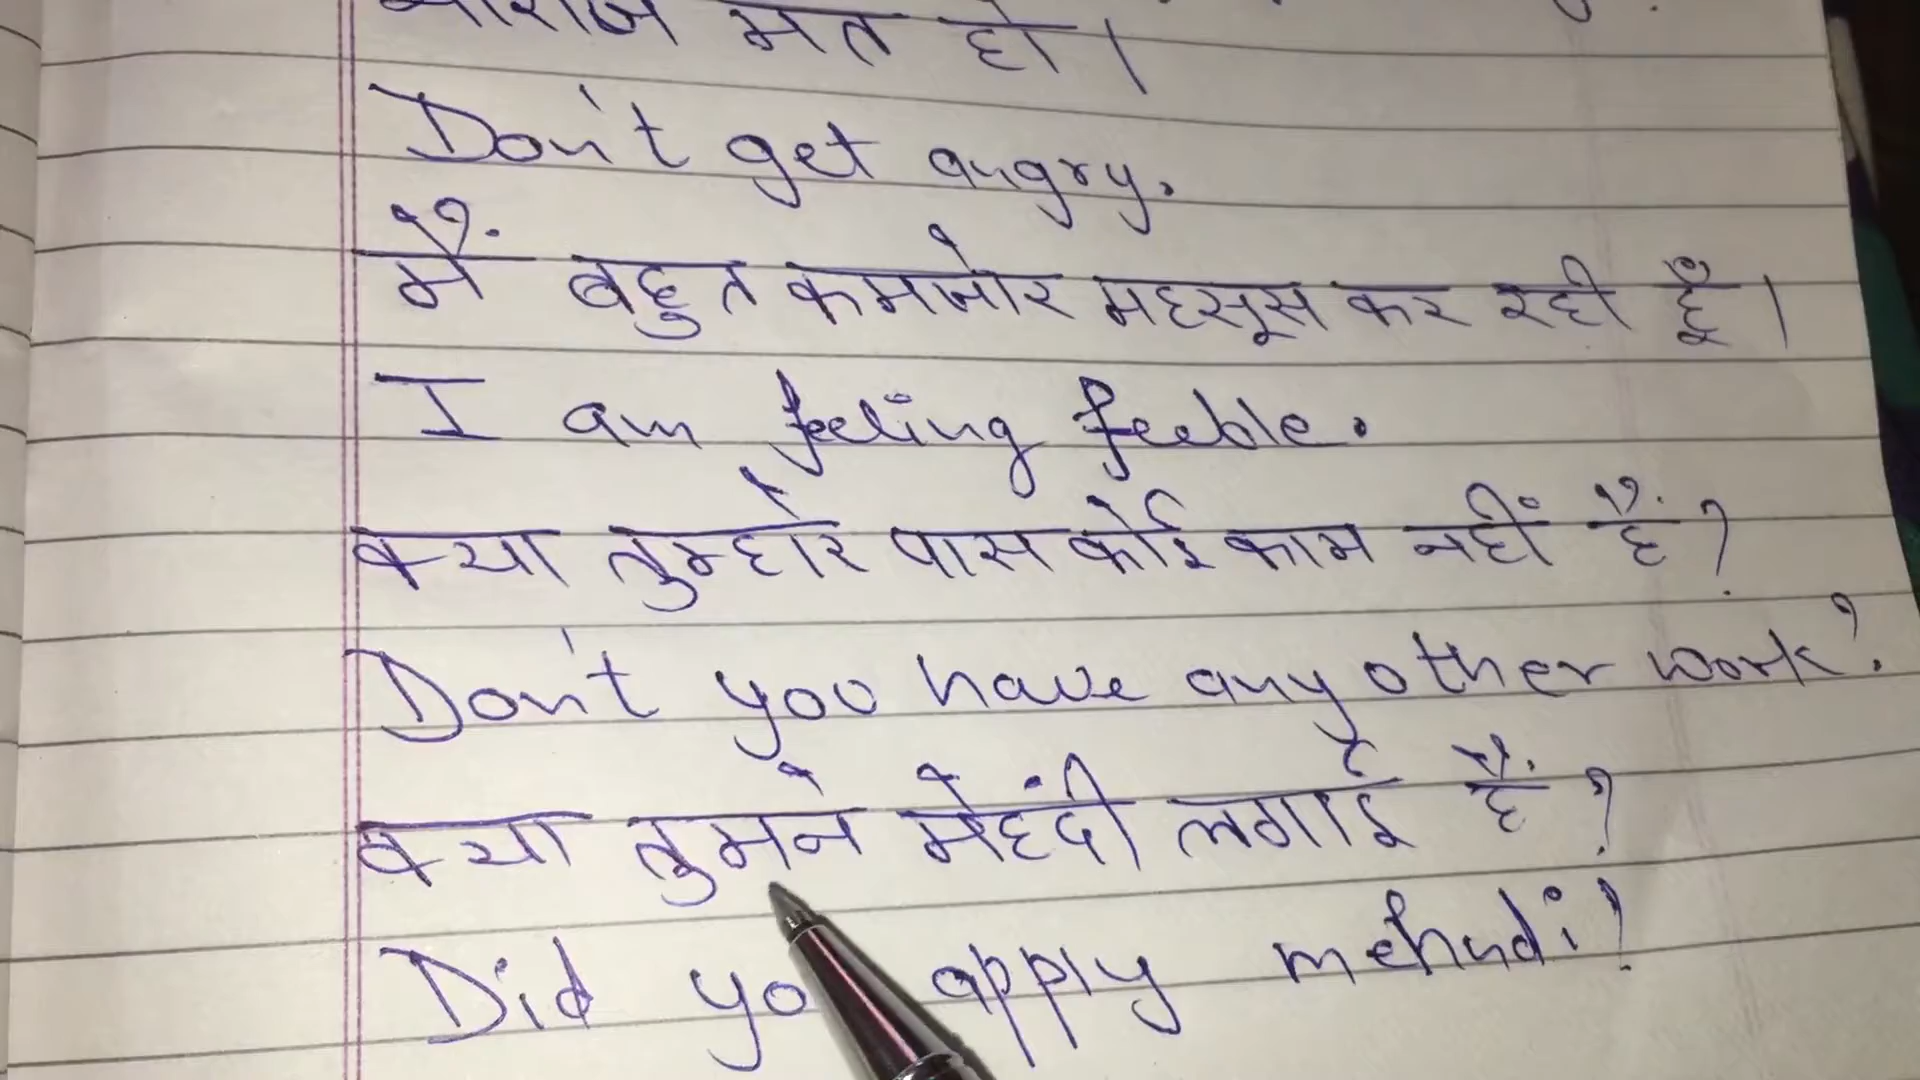 नाराज मत हो।
Don't get angry.
मैं बहुत कमजोर महसूस कर रही हूँ।
I am feeling feeble.
क्या तुम्हारे पास कोई काम नहीं है?
Don't you have any other work?
क्या तुमने मेहंदी लगाई है?
Did you apply mehndi?